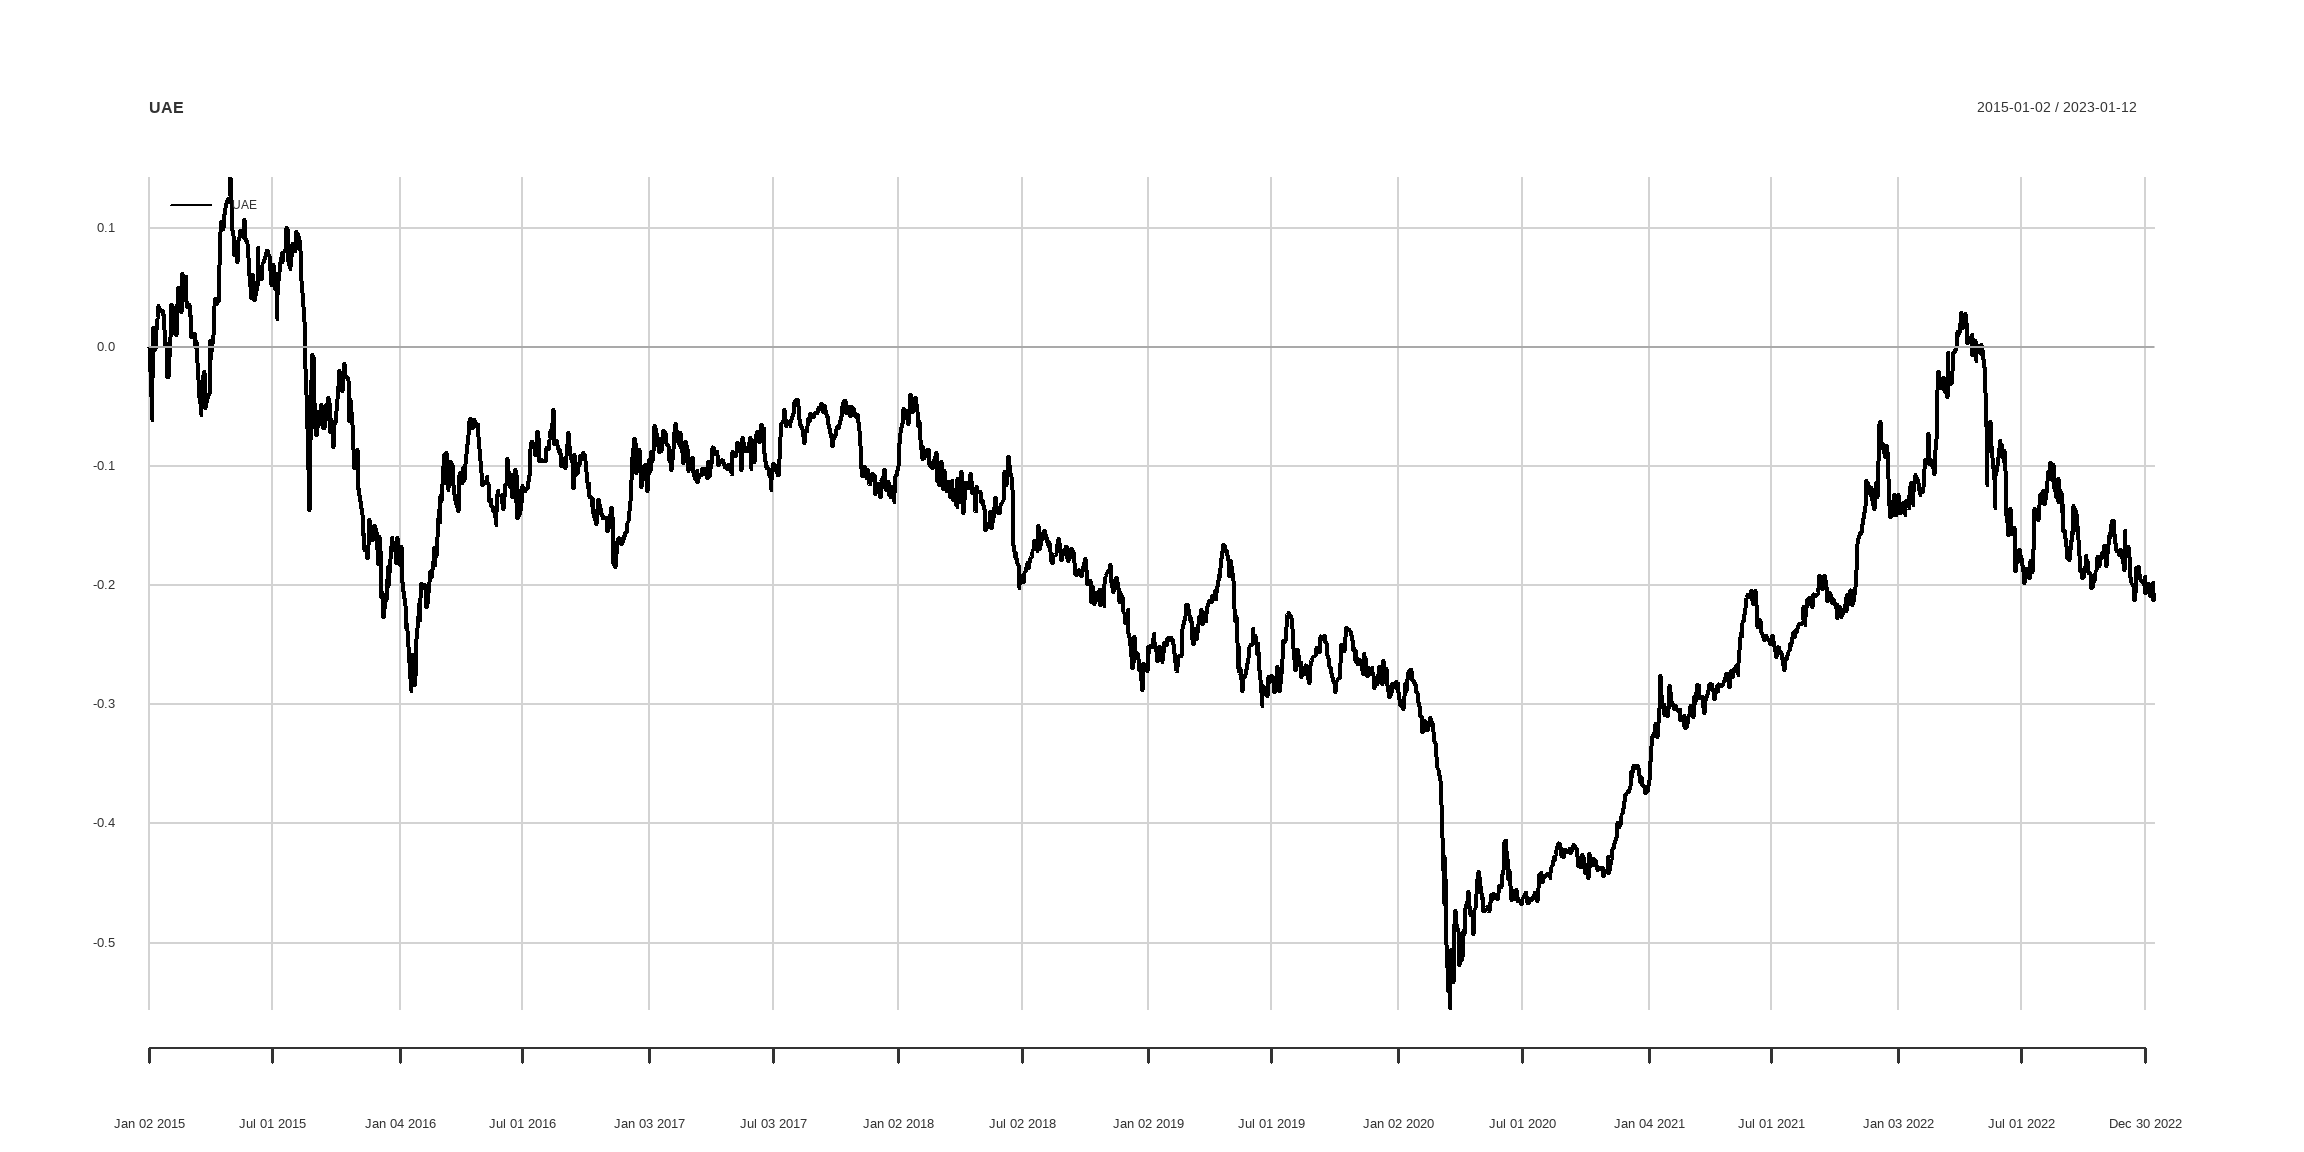 UAE
2015-01-02 / 2023-01-12
UAE
0.1
0.0
-0.1
-0.2
-0.3
-0.4
-0.5
Jan 02 2015
Jul 01 2015
Jan 04 2016
Jul 01 2016
Jan 03 2017
Jul 03 2017
Jan 02 2018
Jul 02 2018
Jan 02 2019
Jul 01 2019
Jan 02 2020
Jul 01 2020
Jan 04 2021
Jul 01 2021
Jan 03 2022
Jul 01 2022
Dec 30 2022